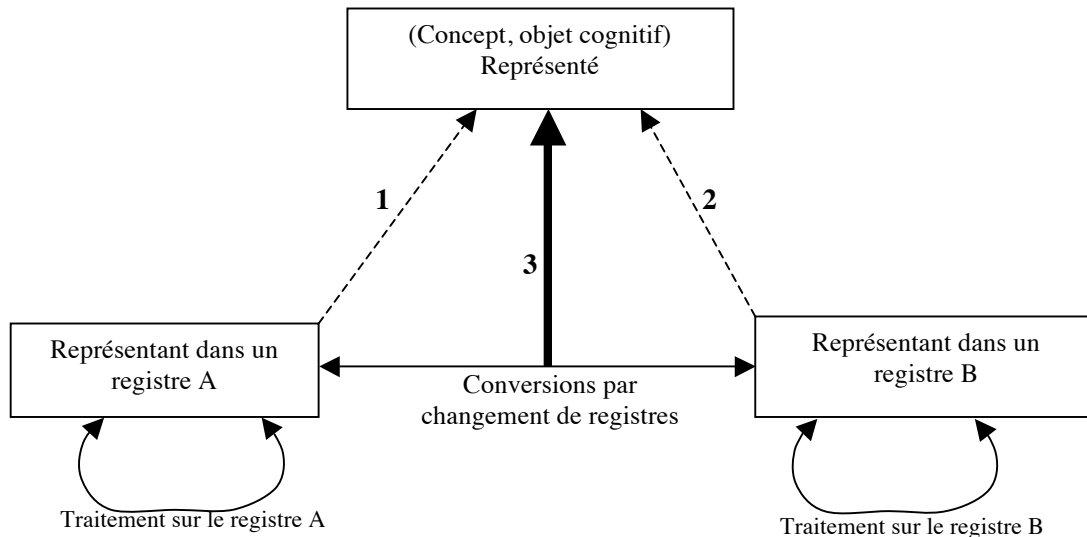 (Concept, objet cognitif)
Représenté
1
2
3
Représentant dans un
registre A
Représentant dans un
registre B
Conversions par
changement de registres
Traitement sur le registre A
Traitement sur le registre B